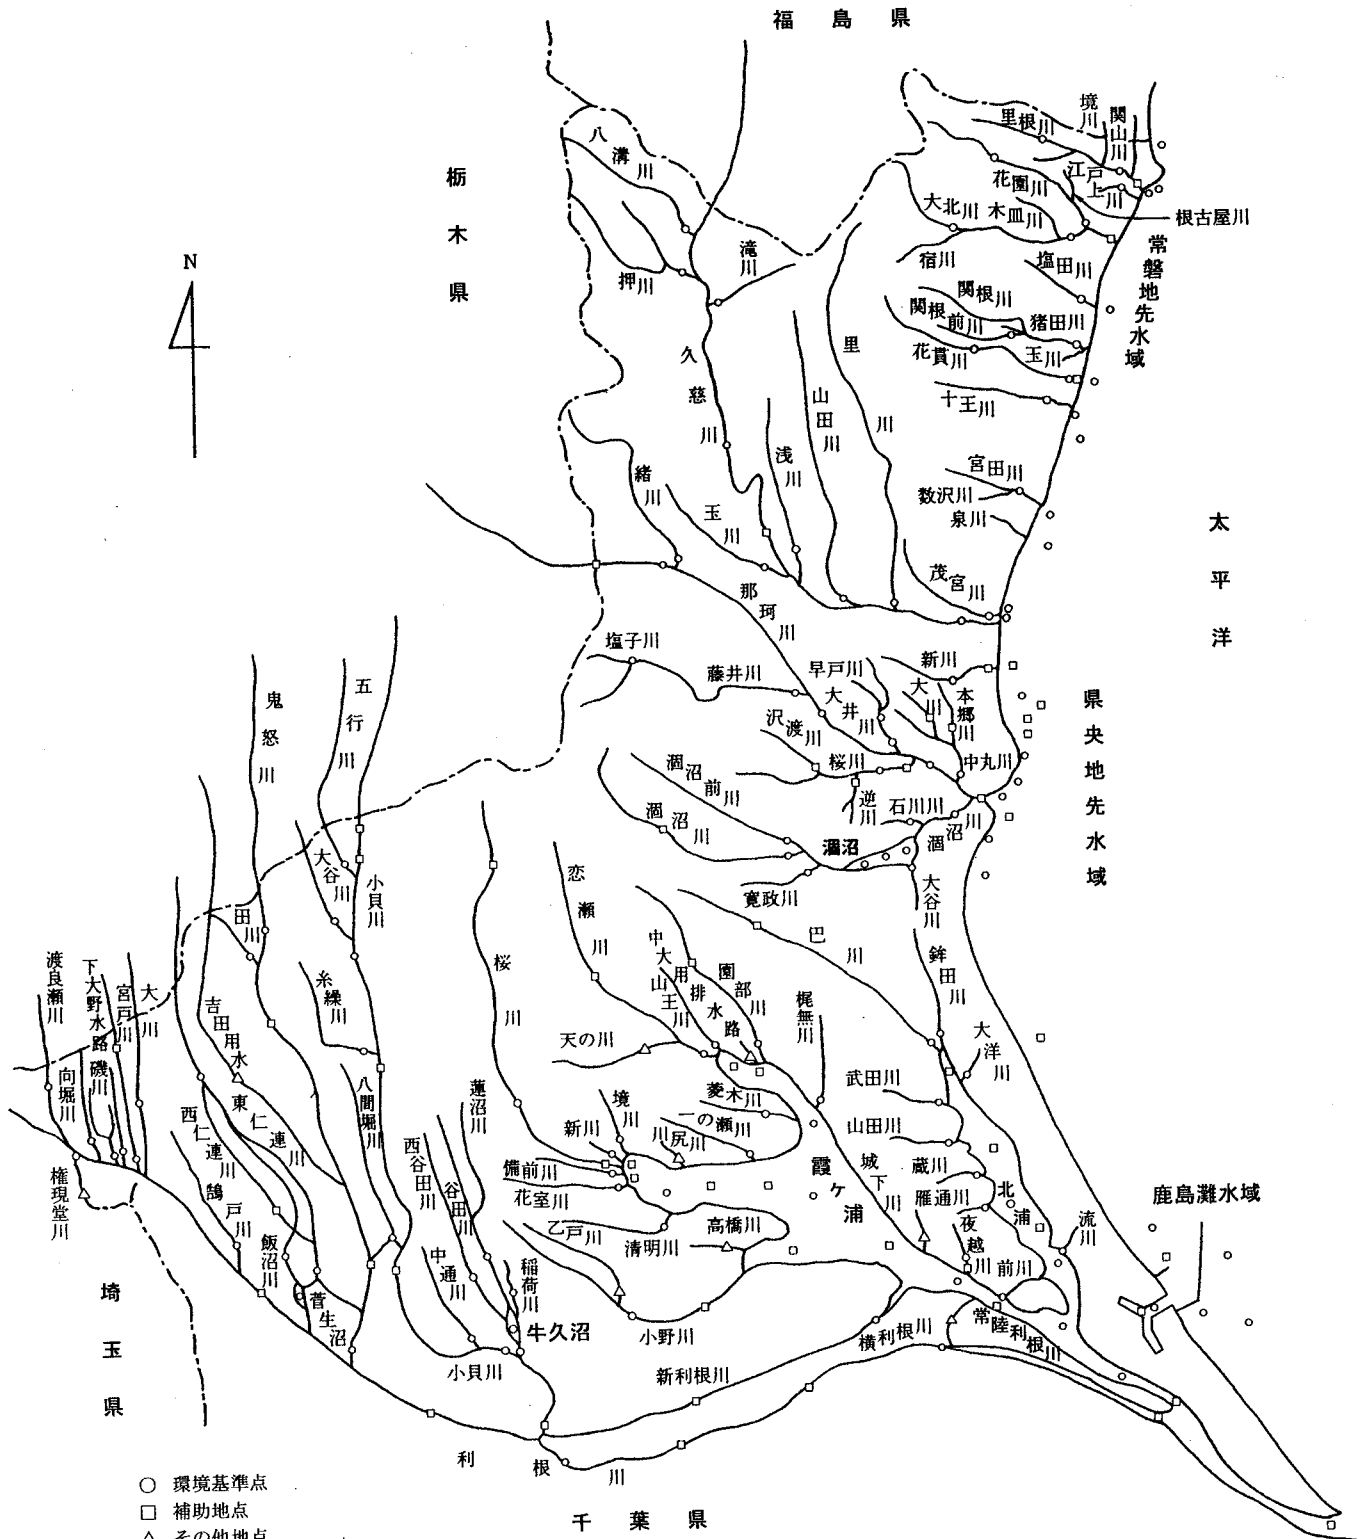 福島県
栃木県
N
八溝川
押川
滝川
久慈川
里根川
境川
関山川
江戸上川
花園川
大北川
木皿川
根古屋川
宿川
塩田川
常磐地先水域
関根川
関根前川
猪田川
花貫川
玉川
十王川
里川
山田川
浅川
緒川
玉川
宮田川
数沢川
泉川
茂宮川
太平洋
那珂川
塩子川
藤井川
早戸川
新川
大井川
大川
本郷川
沢渡川
桜川
中丸川
逆川
石川川
涸沼川
涸沼前川
涸沼川
涸沼
寛政川
大谷川
県央地先水域
鬼怒川
五行川
大谷川
小貝川
田川
糸繰川
桜川
恋瀬川
中大用排水路
山王川
園部川
梶無川
巴川
鉾田川
大洋川
渡良瀬川
下大野水路
宮戸川
大川
向堀川
磯川
吉田用水
東仁連川
西仁連川
鵠戸川
飯沼川
菅生沼
権現堂川
八間堀川
西谷田川
谷田川
蓮沼川
中通川
稲荷川
牛久沼
小貝川
天の川
菱木川
一の瀬川
境川
川尻川
新川
備前川
花室川
乙戸川
清明川
高橋川
小野川
霞ヶ浦
武田川
山田川
蔵川
城下川
雁通川
夜越川
北浦
流川
前川
鹿島灘水域
新利根川
横利根川
常陸利根川
利根川
埼玉県
千葉県
○ 環境基準点
□ 補助地点
△ その他地点